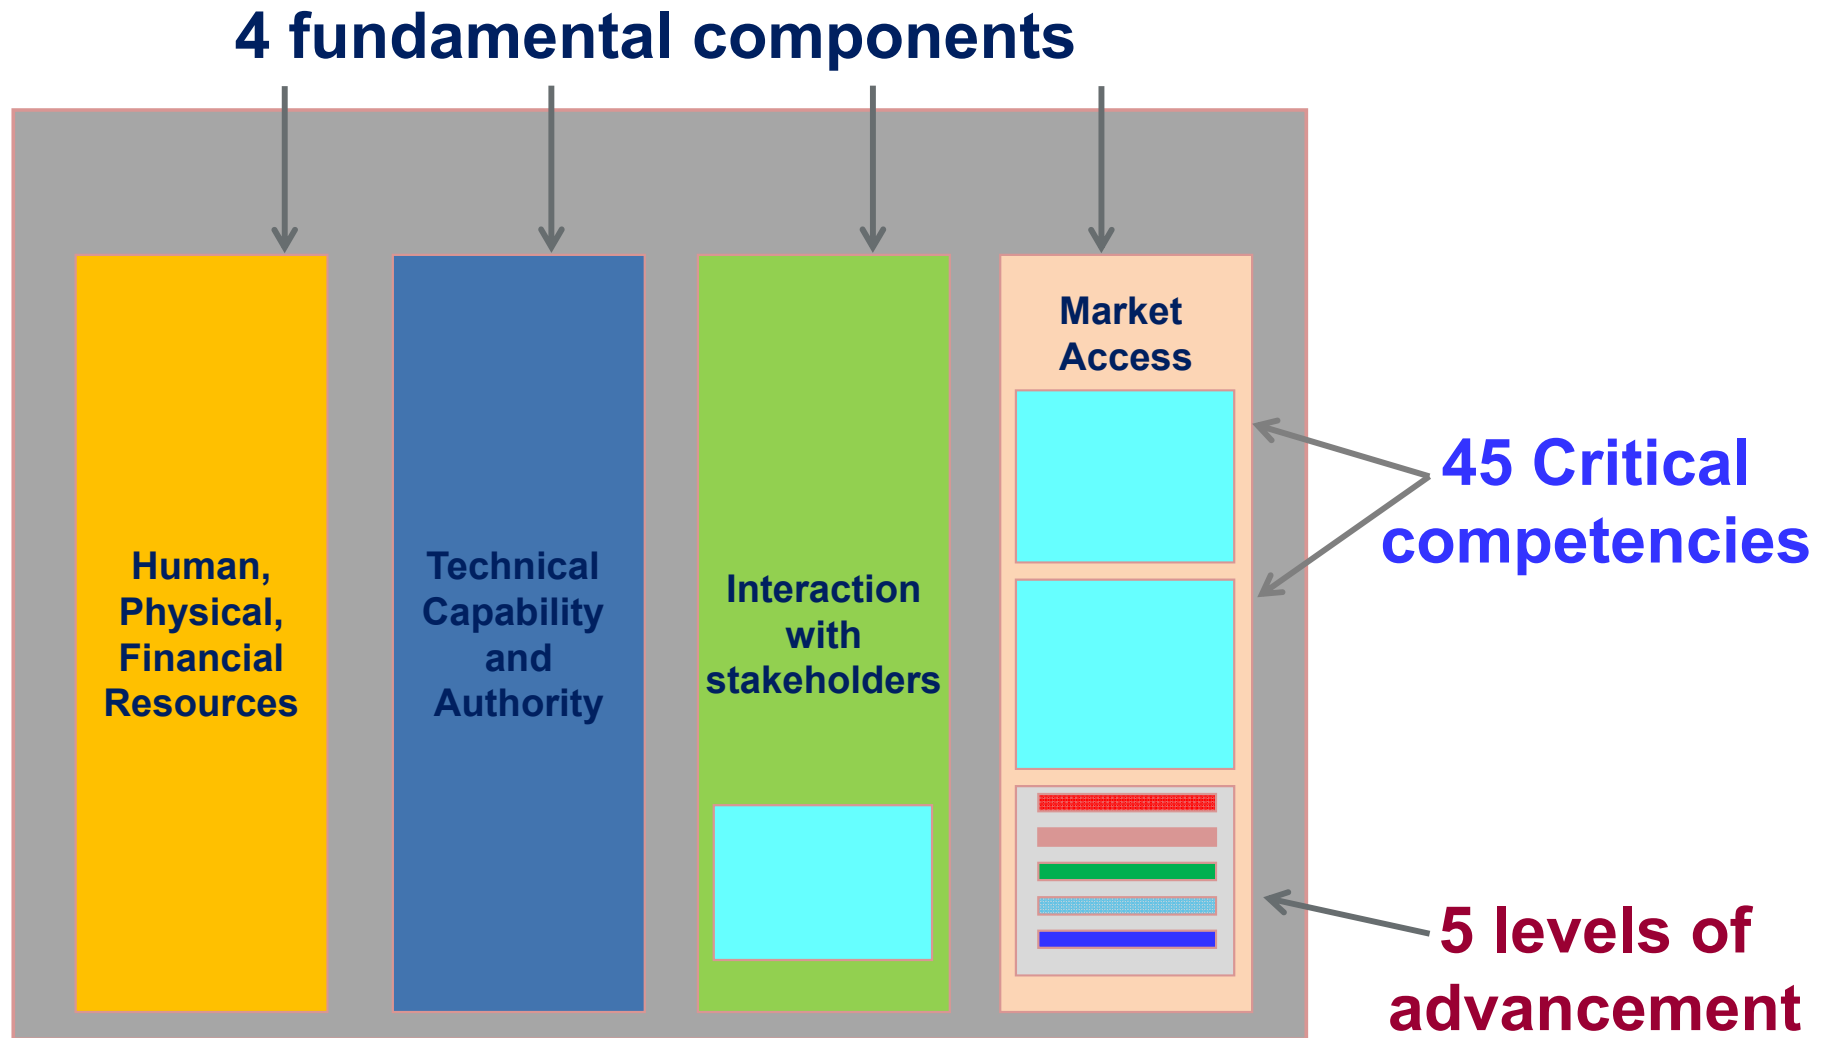 4 fundamental components
Human,
Physical,
Financial
Resources
Technical
Capability
and
Authority
Interaction
with
stakeholders
Market
Access
45 Critical
competencies
5 levels of
advancement